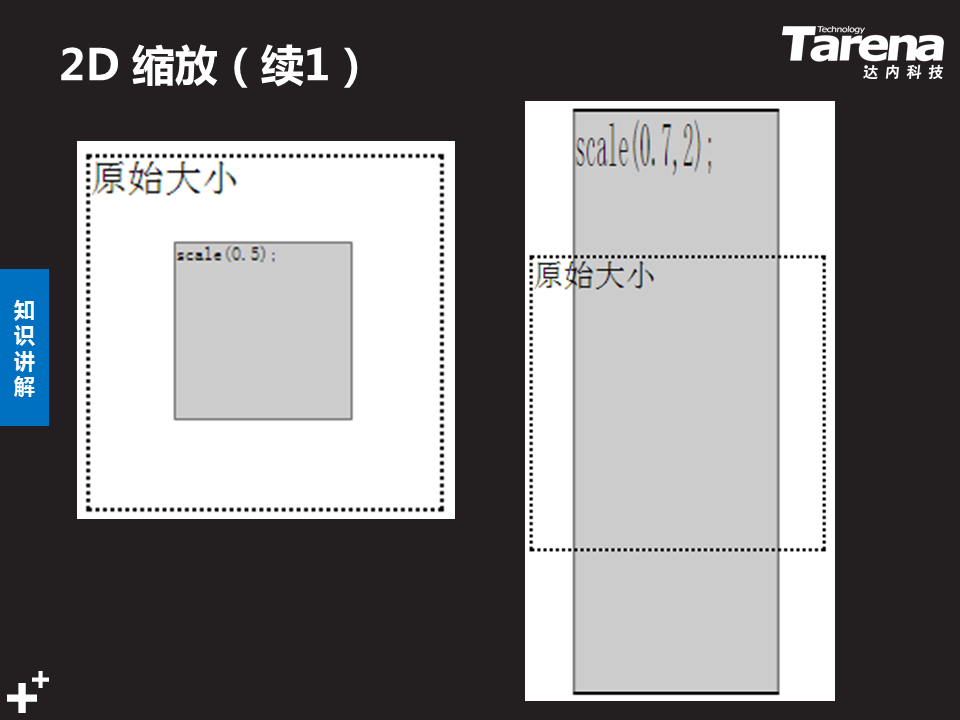 2D 缩放（续1）
Technology
Tarena
达内科技
原始大小
scale(0.5);
scale(0.7,2);
原始大小
知识讲解